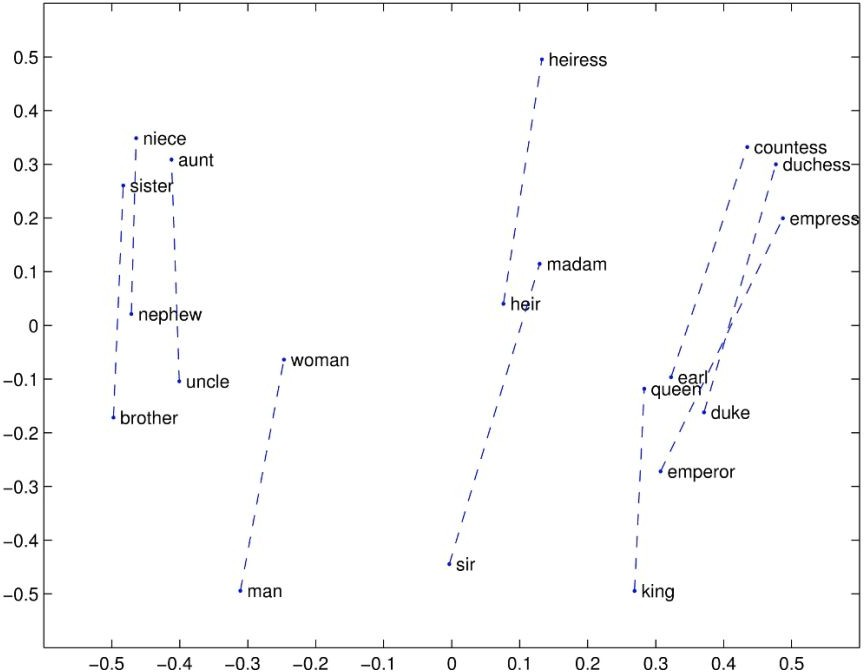 0.5
heiress
0.4
niece
countess
aunt
duchess
0.3
sister
0.2
empress
madam
0.1
heir
nephew
0
woman
earl
−0.1
uncle
queen
duke
brother
−0.2
emperor
−0.3
−0.4
sir
man
king
−0.5
−0.5 −0.4 −0.3 −0.2 −0.1 0 0.1 0.2 0.3 0.4 0.5